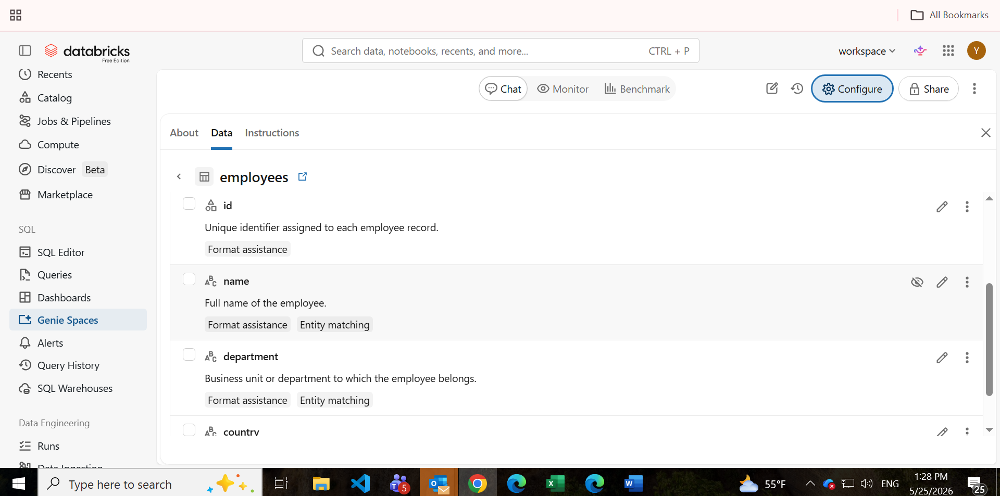 All Bookmarks
databricks
Free Edition
Search data, notebooks, recents, and more...
CTRL + P
workspace
Y
Recents
Catalog
Jobs & Pipelines
Compute
Discover Beta
Marketplace
SQL
SQL Editor
Queries
Dashboards
Genie Spaces
Alerts
Query History
SQL Warehouses
Data Engineering
Runs
Data Ingestion
Chat
Monitor
Benchmark
Configure
Share
About
Data
Instructions
employees
id
Unique identifier assigned to each employee record.
Format assistance
name
Full name of the employee.
Format assistance Entity matching
department
Business unit or department to which the employee belongs.
Format assistance Entity matching
country
Type here to search
5
55°F
ENG
1:28 PM
5/25/2026
25